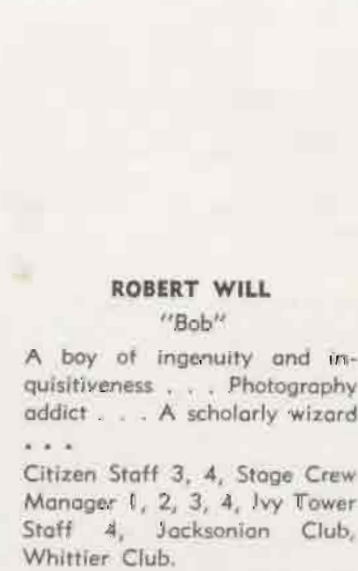 ROBERT WILL
"Bob"
A boy of ingenuity and in-
quisitiveness . . . Photography
addict . . . A scholarly wizard
. . .
Citizen Staff 3, 4, Stage Crew
Manager 1, 2, 3, 4, Ivy Tower
Staff 4, Jacksonian Club,
Whittier Club.